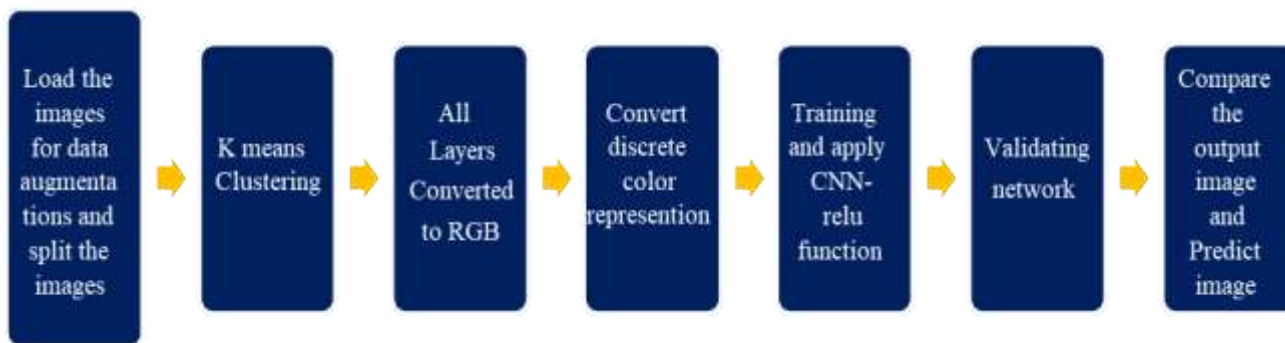 Load the
images
for data
augmenta
tions and
split the
images
K means
Clustering
All
Layers
Converted
to RGB
Convert
discrete
color
represention
Training
and apply
CNN-
relu
function
Validating
network
Compare
the
output
image
and
Predict
image